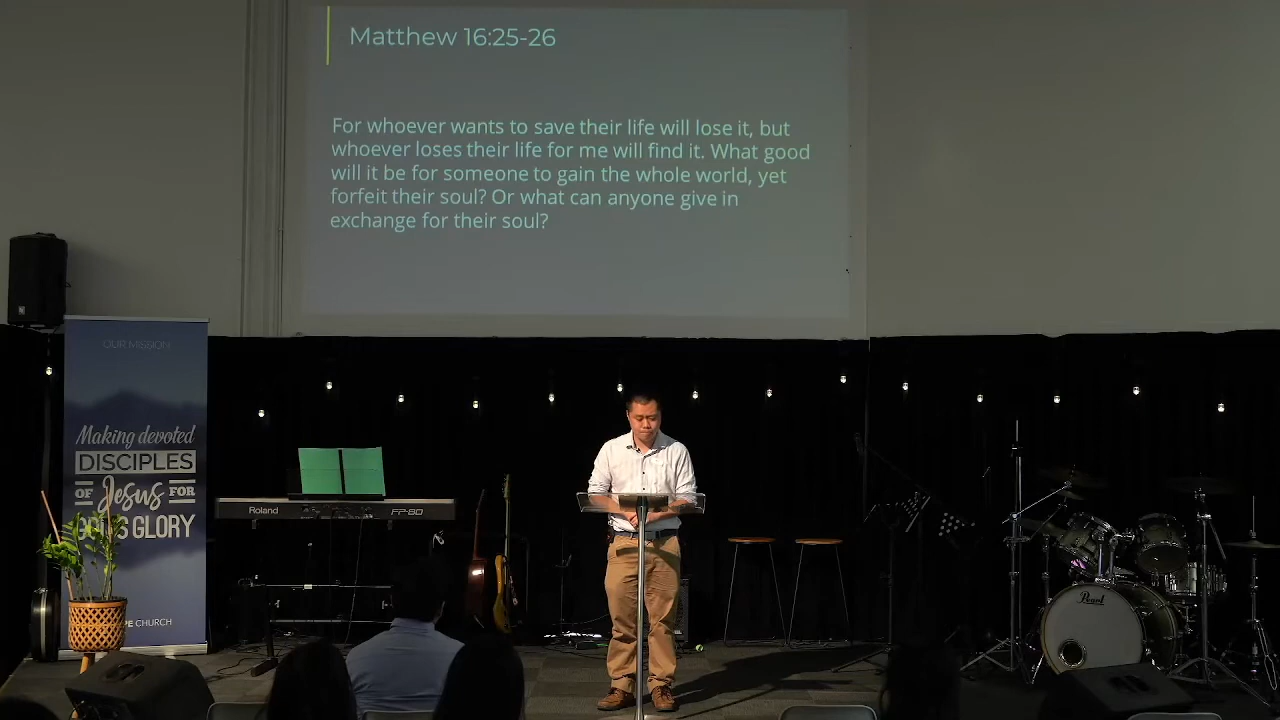 Matthew 16:25-26
For whoever wants to save their life will lose it, but
whoever loses their life for me will find it. What good
will it be for someone to gain the whole world, yet
forfeit their soul? Or what can anyone give in
exchange for their soul?
OUR MISSION
Making devoted
DISCIPLES
OF Jesus FOR
GLORY
CHURCH
Roland
FP-80
Pearl